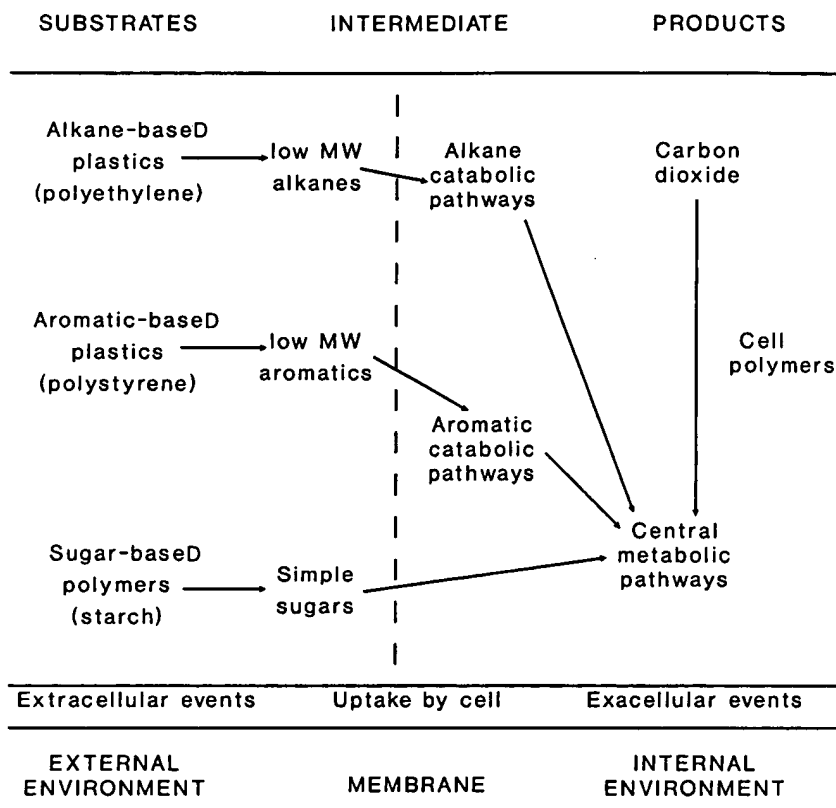 SUBSTRATES INTERMEDIATE PRODUCTS
Alkane-baseD
plastics
(polyethylene)
low MW
alkanes
Alkane
catabolic
pathways
Carbon
dioxide
Aromatic-baseD
plastics
(polystyrene)
low MW
aromatics
Aromatic
catabolic
pathways
Cell
polymers
Sugar-baseD
polymers
(starch)
Simple
sugars
Central
metabolic
pathways
Extracellular events Uptake by cell Exacellular events
EXTERNAL
ENVIRONMENT
MEMBRANE
INTERNAL
ENVIRONMENT